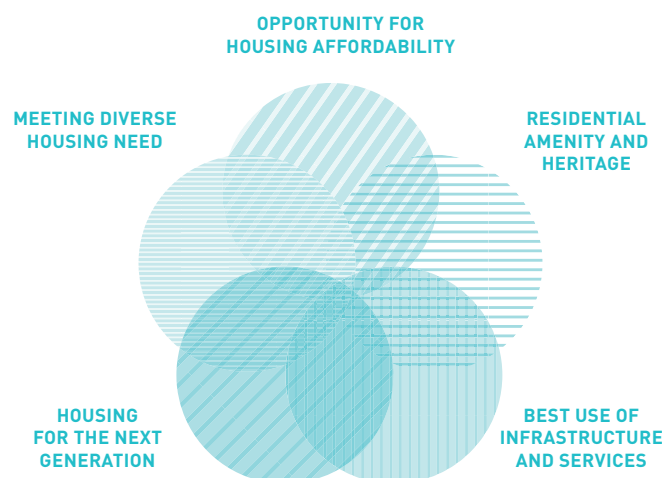 OPPORTUNITY FOR
HOUSING AFFORDABILITY
MEETING DIVERSE
HOUSING NEED
RESIDENTIAL
AMENITY AND
HERITAGE
HOUSING
FOR THE NEXT
GENERATION
BEST USE OF
INFRASTRUCTURE
AND SERVICES